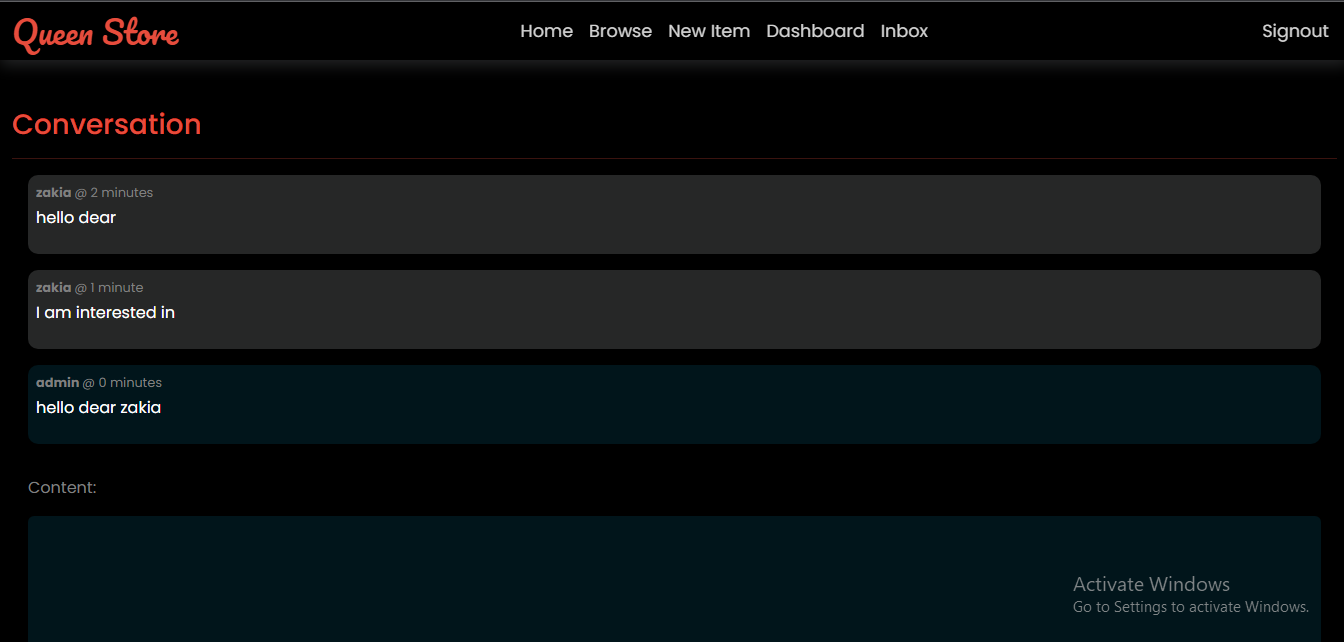 Queen Store
Home Browse New Item Dashboard Inbox
Signout
Conversation
zakia @ 2 minutes
hello dear
zakia @ 1 minute
I am interested in
admin @ 0 minutes
hello dear zakia
Content:
Activate Windows
Go to Settings to activate Windows.